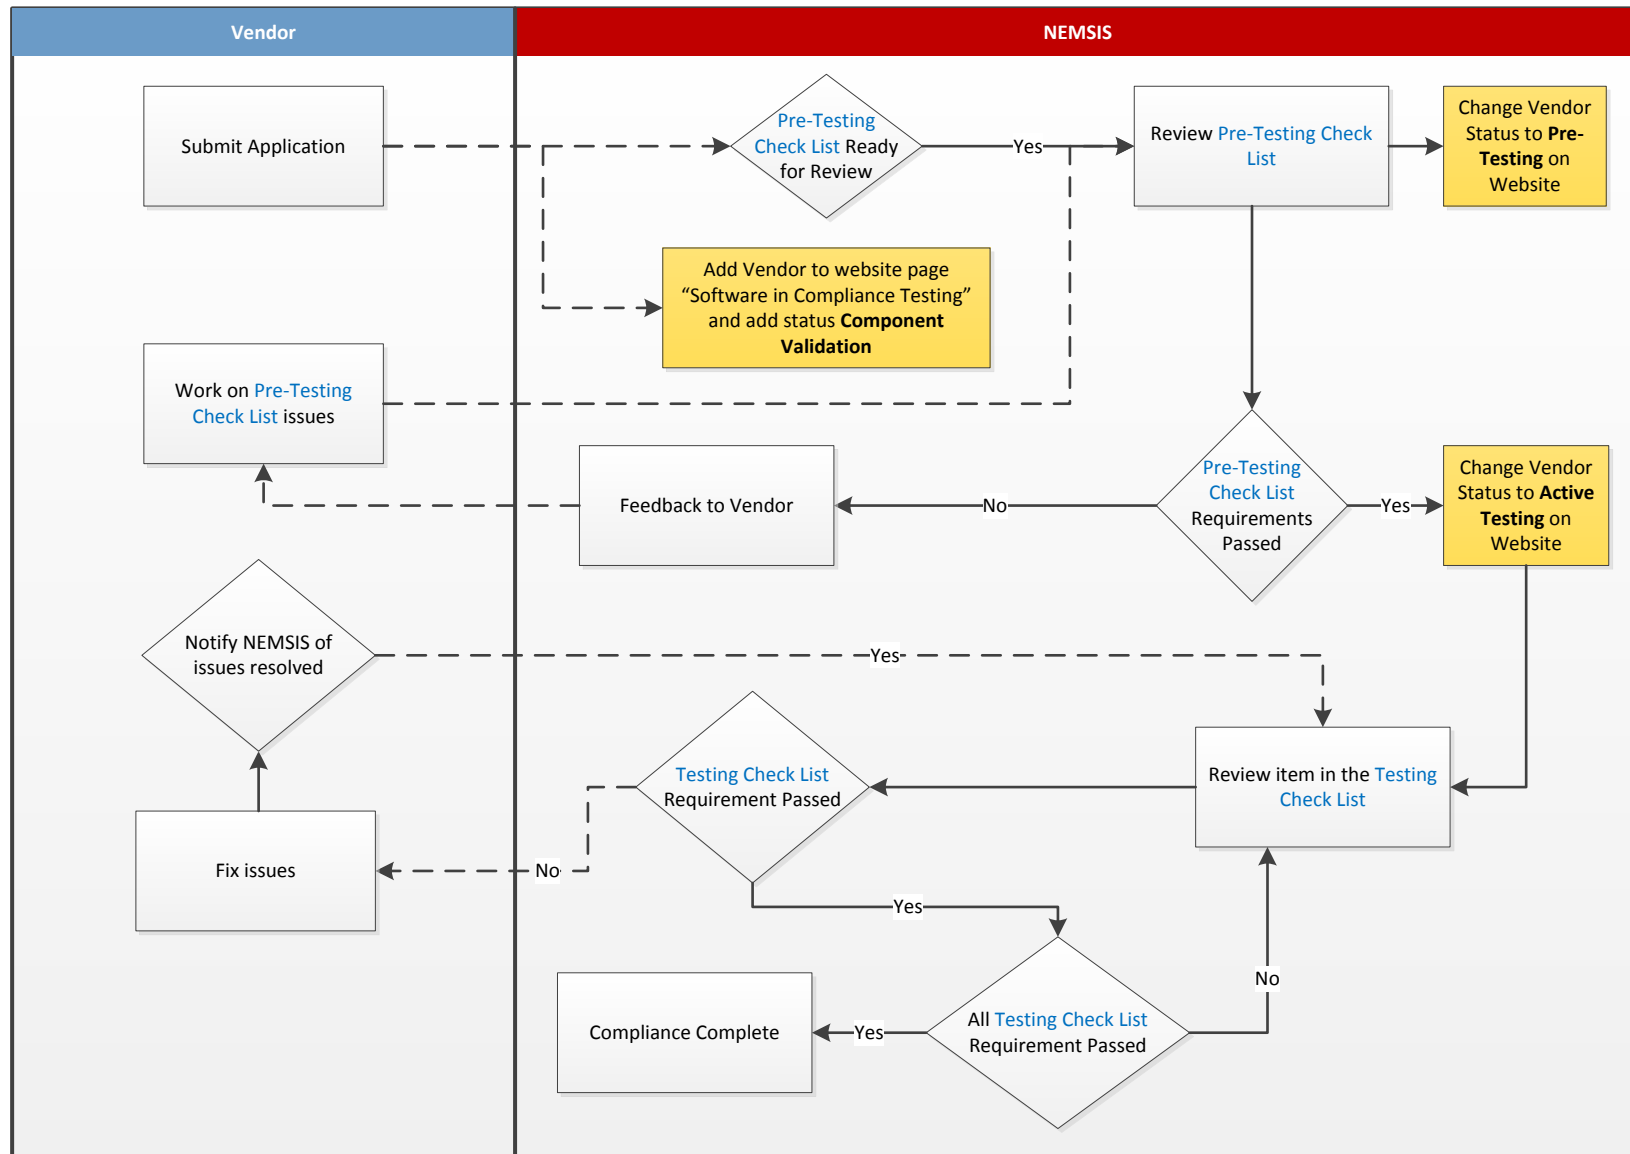 Vendor
NEMSIS
Submit Application
Pre-Testing
Check List Ready
for Review
Yes
Review Pre-Testing Check
List
Change Vendor
Status to Pre-
Testing on
Website
Add Vendor to website page
“Software in Compliance Testing”
and add status Component
Validation
Work on Pre-Testing
Check List issues
Feedback to Vendor
No
Pre-Testing
Check List
Requirements
Passed
Yes
Change Vendor
Status to Active
Testing on
Website
Notify NEMSIS of
issues resolved
Yes
Testing Check List
Requirement Passed
Review item in the Testing
Check List
Fix issues
No
Yes
No
Compliance Complete
Yes
All Testing Check List
Requirement Passed